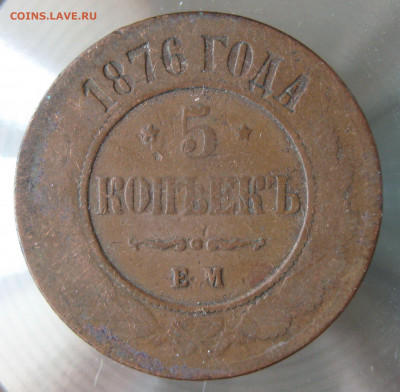 COINS.LAVE.RU
1876 ГОДА
5
КОПѢЕКЪ
Е М